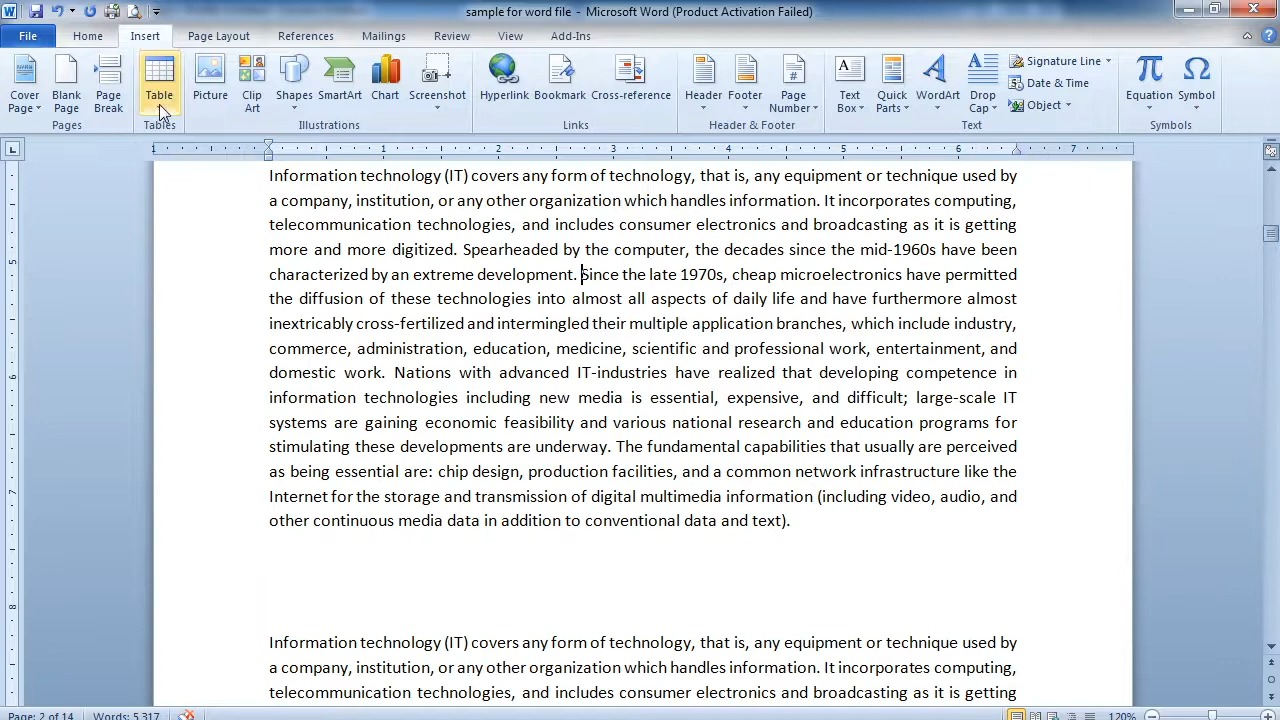 sample for word file - Microsoft Word (Product Activation Failed)
File Home Insert Page Layout References Mailings Review View Add-Ins
Cover Page Blank Page Page Break Table Picture Clip Art Shapes SmartArt Chart Screenshot Hyperlink Bookmark Cross-reference Header Footer Page Number Text Box Quick Parts WordArt Drop Cap Signature Line Date & Time Object Equation Symbol
Pages Tables Illustrations Links Header & Footer Text Symbols
1 1 2 3 4 5 6 7
Information technology (IT) covers any form of technology, that is, any equipment or technique used by
a company, institution, or any other organization which handles information. It incorporates computing,
telecommunication technologies, and includes consumer electronics and broadcasting as it is getting
more and more digitized. Spearheaded by the computer, the decades since the mid-1960s have been
characterized by an extreme development. Since the late 1970s, cheap microelectronics have permitted
the diffusion of these technologies into almost all aspects of daily life and have furthermore almost
inextricably cross-fertilized and intermingled their multiple application branches, which include industry,
commerce, administration, education, medicine, scientific and professional work, entertainment, and
domestic work. Nations with advanced IT-industries have realized that developing competence in
information technologies including new media is essential, expensive, and difficult; large-scale IT
systems are gaining economic feasibility and various national research and education programs for
stimulating these developments are underway. The fundamental capabilities that usually are perceived
as being essential are: chip design, production facilities, and a common network infrastructure like the
Internet for the storage and transmission of digital multimedia information (including video, audio, and
other continuous media data in addition to conventional data and text).
Information technology (IT) covers any form of technology, that is, any equipment or technique used by
a company, institution, or any other organization which handles information. It incorporates computing,
telecommunication technologies, and includes consumer electronics and broadcasting as it is getting
5
6
7
8
Page: 2 of 14 Words: 5,317 120%